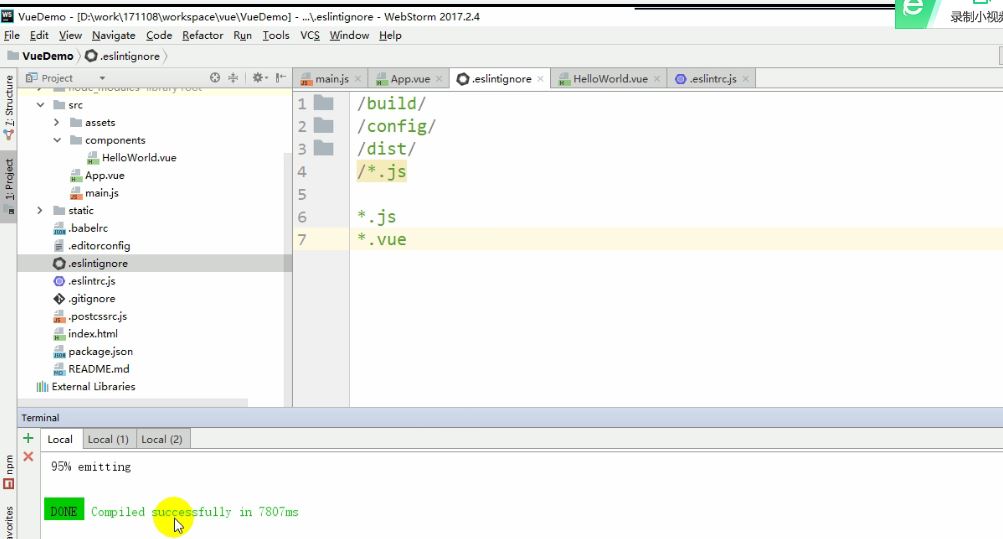 VueDemo - [D:\work\171108\workspace\vue\VueDemo] - ...\.eslintignore - WebStorm 2017.2.4
录制小视频
File Edit View Navigate Code Refactor Run Tools VCS Window Help
VueDemo .eslintignore
Project
main.js App.vue .eslintignore HelloWorld.vue .eslintrc.js
node_modules library root
src
assets
components
HelloWorld.vue
App.vue
main.js
static
.babelrc
.editorconfig
.eslintignore
.eslintrc.js
.gitignore
.postcssrc.js
index.html
package.json
README.md
External Libraries
1 /build/
2 /config/
3 /dist/
4 /*.js
5
6 *.js
7 *.vue
Z: Structure
1: Project
npm
Terminal
Local Local (1) Local (2)
95% emitting
DONE Compiled successfully in 7807ms